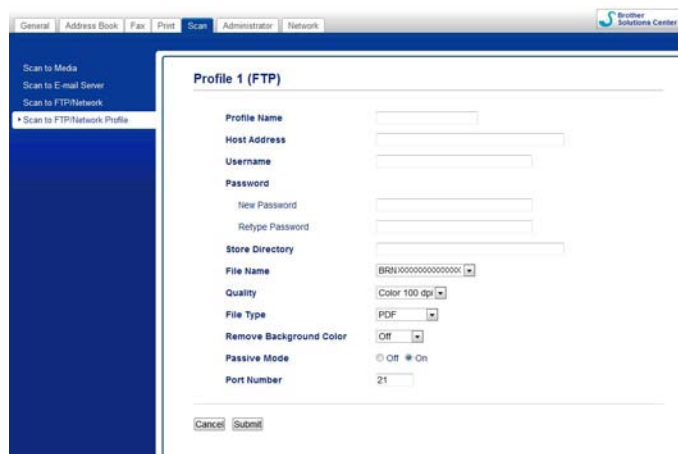 General Address Book Fax Print Scan Administrator Network
Brother
Solutions Center
Scan to Media
Scan to E-mail Server
Scan to FTP/Network
Scan to FTP/Network Profile
Profile 1 (FTP)
Profile Name
Host Address
Username
Password
New Password
Retype Password
Store Directory
File Name BRNXXXXXXXXXXXX
Quality Color 100 dpi
File Type PDF
Remove Background Color Off
Passive Mode Off On
Port Number 21
Cancel Submit